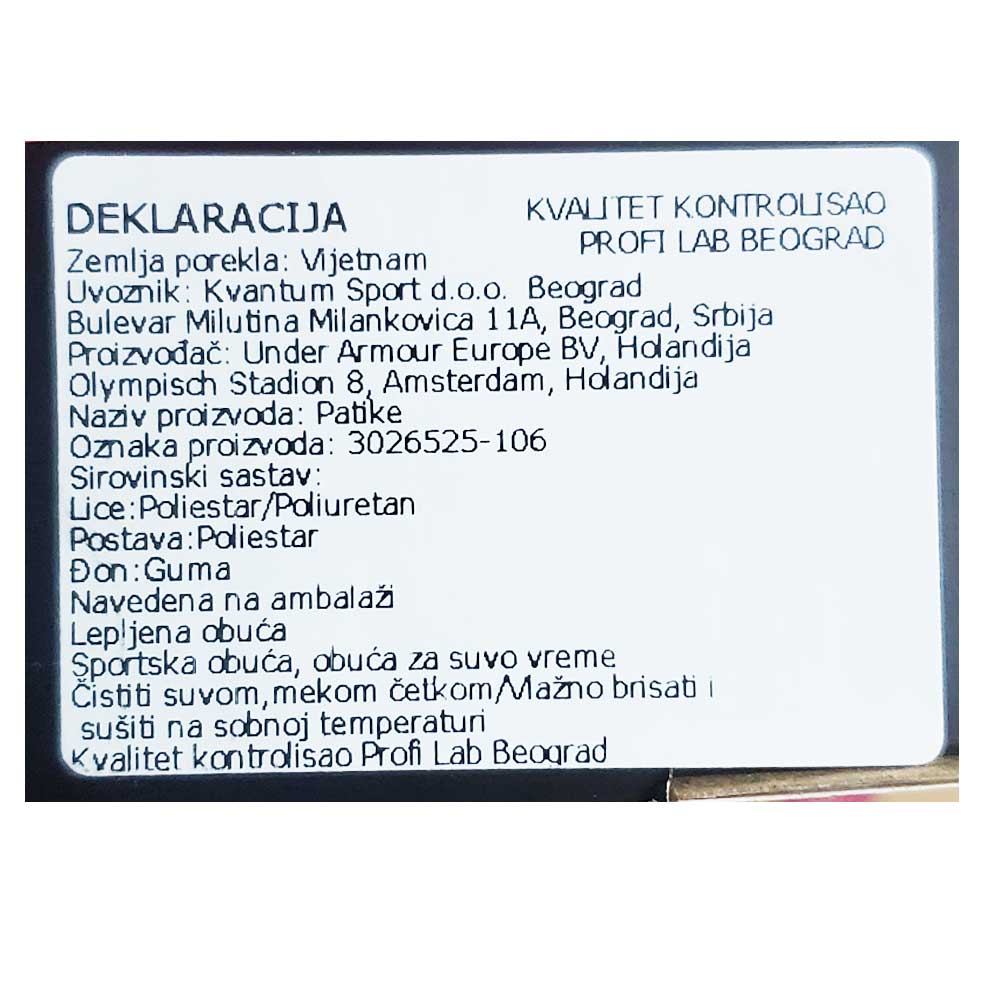 DEKLARACIJA
KVALITET KONTROLISAO
PROFI LAB BEOGRAD
Zemlja porekla: Vijetnam
Uvoznik: Kvantum Sport d.o.o. Beograd
Bulevar Milutina Milankovica 11A, Beograd, Srbija
Proizvođač: Under Armour Europe BV, Holandija
Olympisch Stadion 8, Amsterdam, Holandija
Naziv proizvoda: Patike
Oznaka proizvoda: 3026525-106
Sirovinski sastav:
Lice:Poliestar/Poliuretan
Postava:Poliestar
Đon:Guma
Navedena na ambalaži
Lepljena obuća
Sportska obuća, obuća za suvo vreme
Čistiti suvom,mekom četkom/Vlažno brisati i
sušiti na sobnoj temperaturi
Kvalitet kontrolisao Profi Lab Beograd